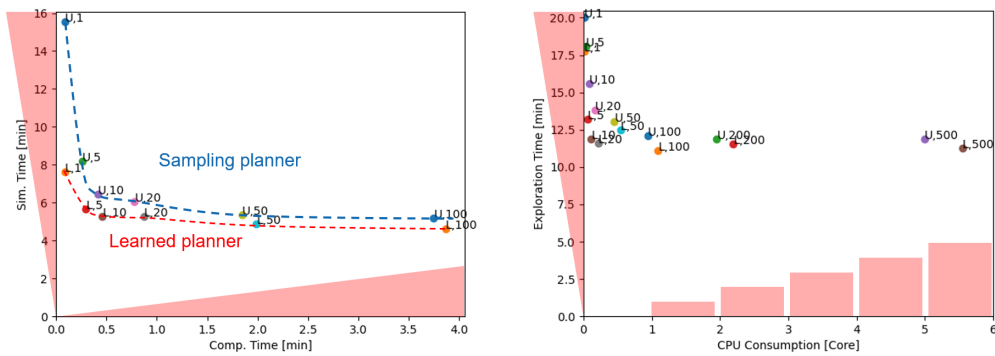 16
14
12
10
8
6
4
2
0
Sim. Time [min]
U,1
U,5
L,1
U,10
U,20
L,5
L,10
L,20
U,50
L,50
U,100
L,100
Sampling planner
Learned planner
0.0 0.5 1.0 1.5 2.0 2.5 3.0 3.5 4.0
Comp. Time [min]
20.0
17.5
15.0
12.5
10.0
7.5
5.0
2.5
0.0
Exploration Time [min]
U,1
U,5
L,1
U,10
U,20
L,5
U,50
L,50
L,10
L,20
U,100
L,100
U,200
L,200
U,500
L,500
0 1 2 3 4 5 6
CPU Consumption [Core]